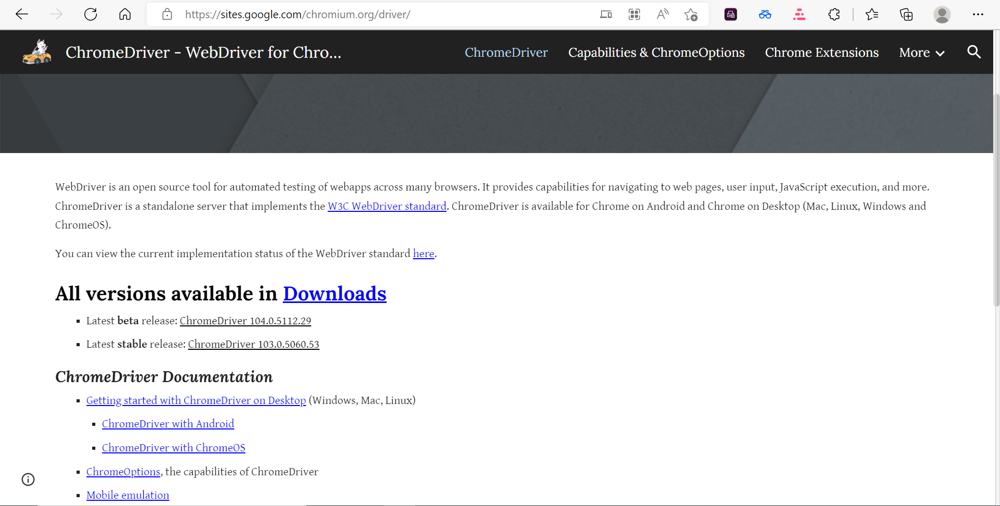 https://sites.google.com/chromium.org/driver/
ChromeDriver - WebDriver for Chro...
ChromeDriver
Capabilities & ChromeOptions
Chrome Extensions
More
WebDriver is an open source tool for automated testing of webapps across many browsers. It provides capabilities for navigating to web pages, user input, JavaScript execution, and more.
ChromeDriver is a standalone server that implements the W3C WebDriver standard. ChromeDriver is available for Chrome on Android and Chrome on Desktop (Mac, Linux, Windows and
ChromeOS).
You can view the current implementation status of the WebDriver standard here.
All versions available in Downloads
Latest beta release: ChromeDriver 104.0.5112.29
Latest stable release: ChromeDriver 103.0.5060.53
ChromeDriver Documentation
Getting started with ChromeDriver on Desktop (Windows, Mac, Linux)
ChromeDriver with Android
ChromeDriver with ChromeOS
ChromeOptions, the capabilities of ChromeDriver
Mobile emulation